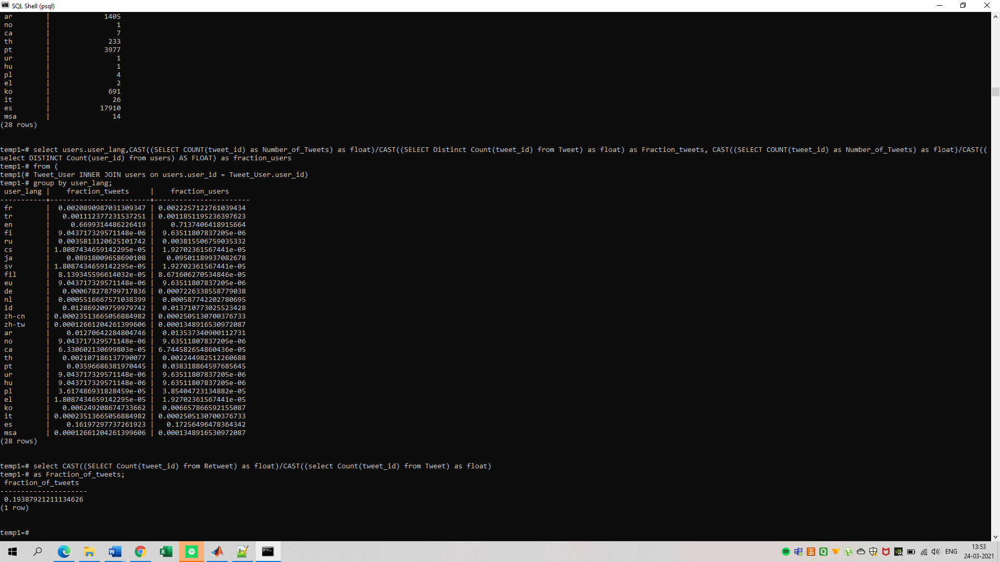 SQL Shell (psql)
ar | 1405
no | 1
ca | 7
th | 233
pt | 3977
ur | 1
hu | 1
pl | 4
el | 2
ko | 691
it | 26
es | 17910
msa | 14
(28 rows)
temp1=# select users.user_lang,CAST((SELECT COUNT(tweet_id) as Number_of_Tweets) as float)/CAST((SELECT Distinct Count(tweet_id) from Tweet) as float) as Fraction_tweets, CAST((SELECT COUNT(tweet_id) as Number_of_Tweets) as float)/CAST((
select DISTINCT Count(user_id) from users) AS FLOAT) as fraction_users
temp1-# from (
temp1(# Tweet_User INNER JOIN users on users.user_id = Tweet_User.user_id)
temp1-# group by user_lang;
user_lang | fraction_tweets | fraction_users
-----------+------------------------+-----------------------
fr | 0.0020890987031309347 | 0.0022257122761039434
tr | 0.001112377231537251 | 0.0011851195236397623
en | 0.6699314486226419 | 0.7137406418915664
fi | 9.043717329571148e-06 | 9.63511807837205e-06
ru | 0.0035813120625101742 | 0.003815506759035332
cs | 1.8087434659142295e-05 | 1.92702361567441e-05
ja | 0.08918009658690108 | 0.09501189937082678
sv | 1.8087434659142295e-05 | 1.92702361567441e-05
fil | 8.139345596614032e-05 | 8.671606270534846e-05
eu | 9.043717329571148e-06 | 9.63511807837205e-06
de | 0.000678278799717836 | 0.0007226338558779038
nl | 0.0005516667571038399 | 0.000587742202780695
id | 0.012869209759979742 | 0.013710773025523428
zh-cn | 0.00023513665056884982 | 0.0002505130700376733
zh-tw | 0.00012661204261399606 | 0.0001348916530972087
ar | 0.01270642284804746 | 0.013537340900112731
no | 9.043717329571148e-06 | 9.63511807837205e-06
ca | 6.330602130699803e-05 | 6.744582654860436e-05
th | 0.002107186137790077 | 0.002244982512260688
pt | 0.03596686381970445 | 0.038318864597685645
ur | 9.043717329571148e-06 | 9.63511807837205e-06
hu | 9.043717329571148e-06 | 9.63511807837205e-06
pl | 3.617486931828459e-05 | 3.85404723134882e-05
el | 1.8087434659142295e-05 | 1.92702361567441e-05
ko | 0.006249208674733662 | 0.006657866592155087
it | 0.00023513665056884982 | 0.0002505130700376733
es | 0.16197297737261923 | 0.17256496478364342
msa | 0.00012661204261399606 | 0.0001348916530972087
(28 rows)
temp1=# select CAST((SELECT Count(tweet_id) from Retweet) as float)/CAST((select Count(tweet_id) from Tweet) as float)
temp1-# as Fraction_of_tweets;
fraction_of_tweets
---------------------
0.19387921211134626
(1 row)
temp1=#
ENG
13:53
24-03-2021